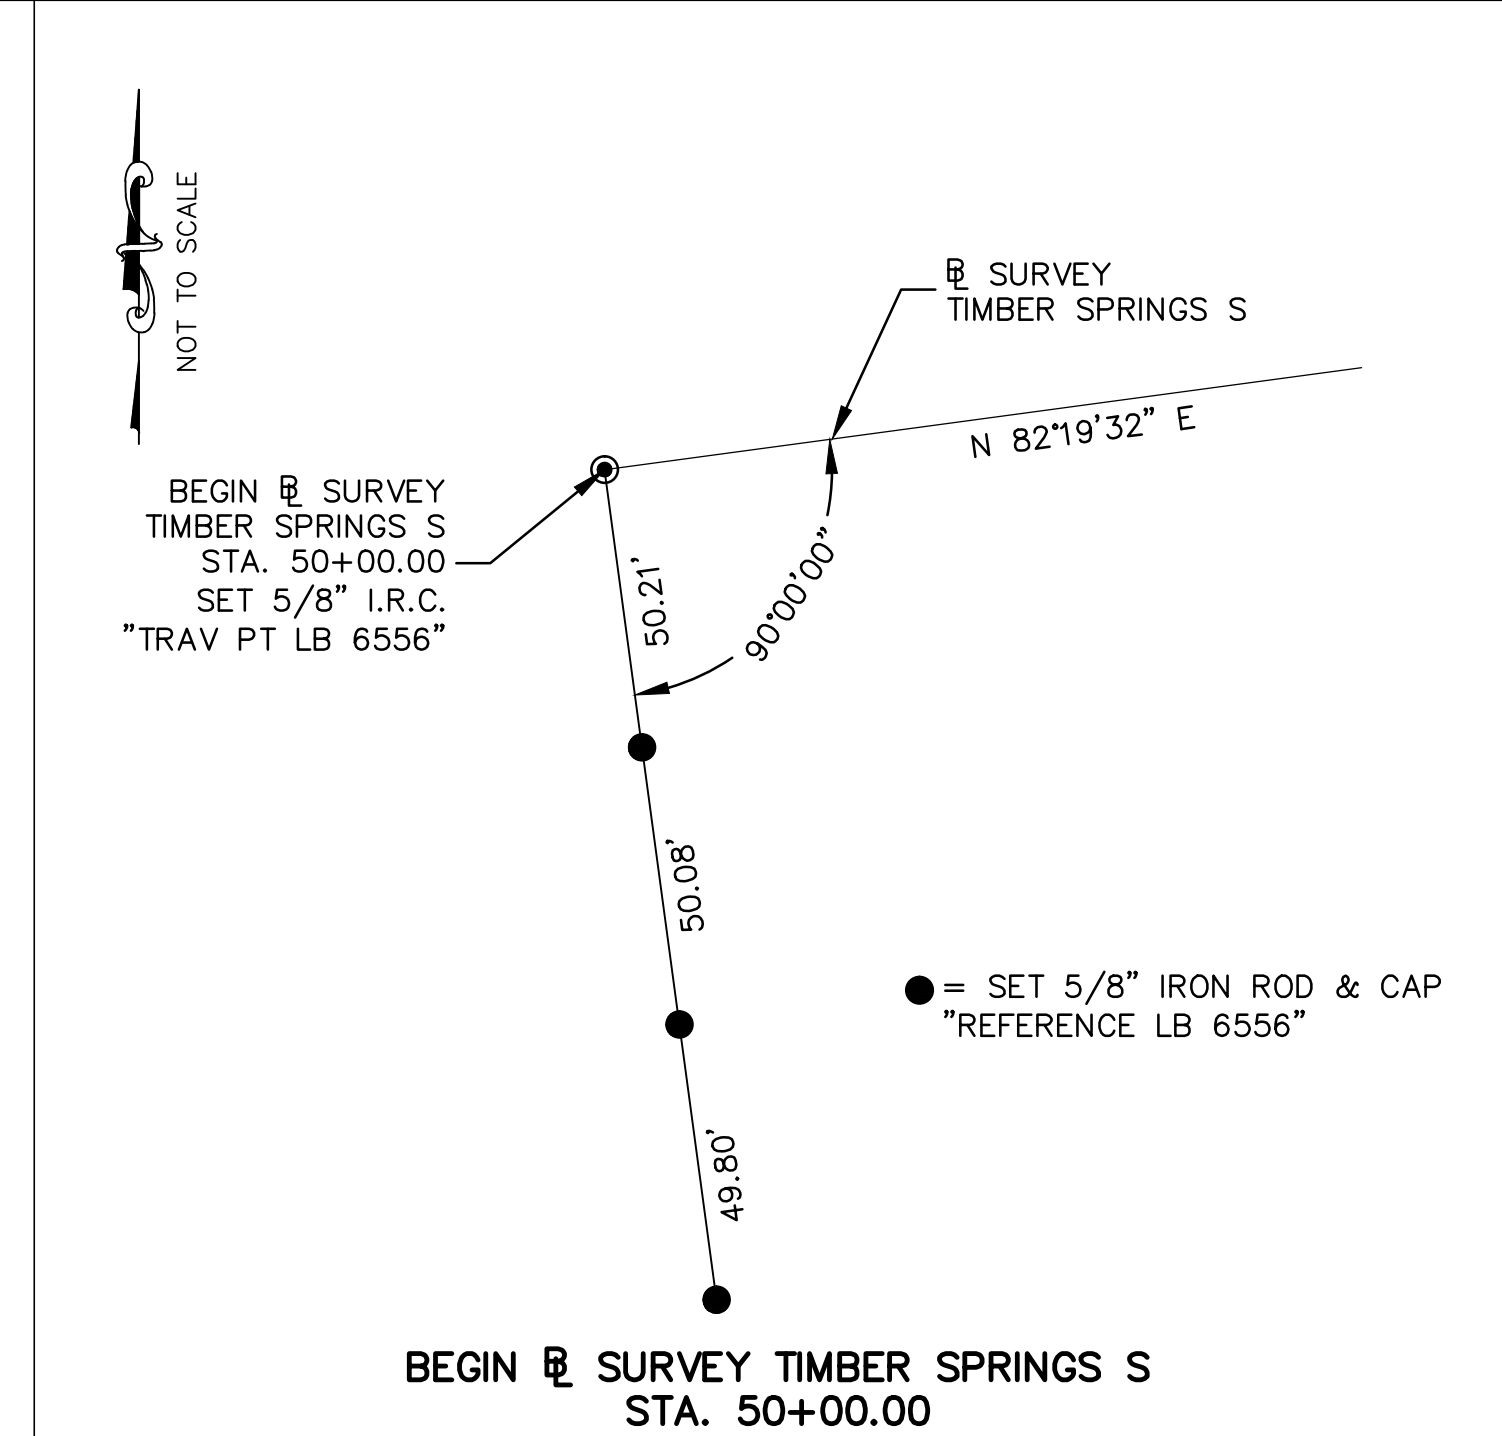 NOT TO SCALE
℄ SURVEY
TIMBER SPRINGS S
N 82°19'32" E
BEGIN ℄ SURVEY
TIMBER SPRINGS S
STA. 50+00.00
SET 5/8" I.R.C.
"TRAV PT LB 6556"
50.21'
90°00'00"
50.08'
= SET 5/8" IRON ROD & CAP
"REFERENCE LB 6556"
49.80'
BEGIN ℄ SURVEY TIMBER SPRINGS S
STA. 50+00.00